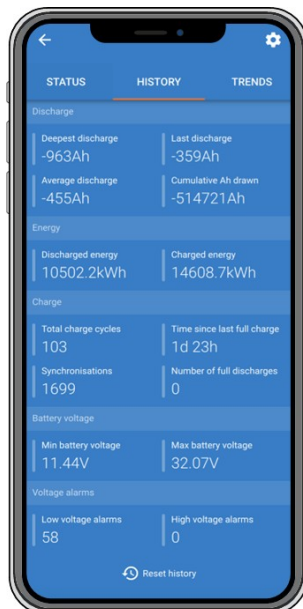 STATUS HISTORY TRENDS
Discharge
Deepest discharge Last discharge
-963Ah -359Ah
Average discharge Cumulative Ah drawn
-455Ah -514721Ah
Energy
Discharged energy Charged energy
10502.2kWh 14608.7kWh
Charge
Total charge cycles Time since last full charge
103 1d 23h
Synchronisations Number of full discharges
1699 0
Battery voltage
Min battery voltage Max battery voltage
11.44V 32.07V
Voltage alarms
Low voltage alarms High voltage alarms
58 0
Reset history